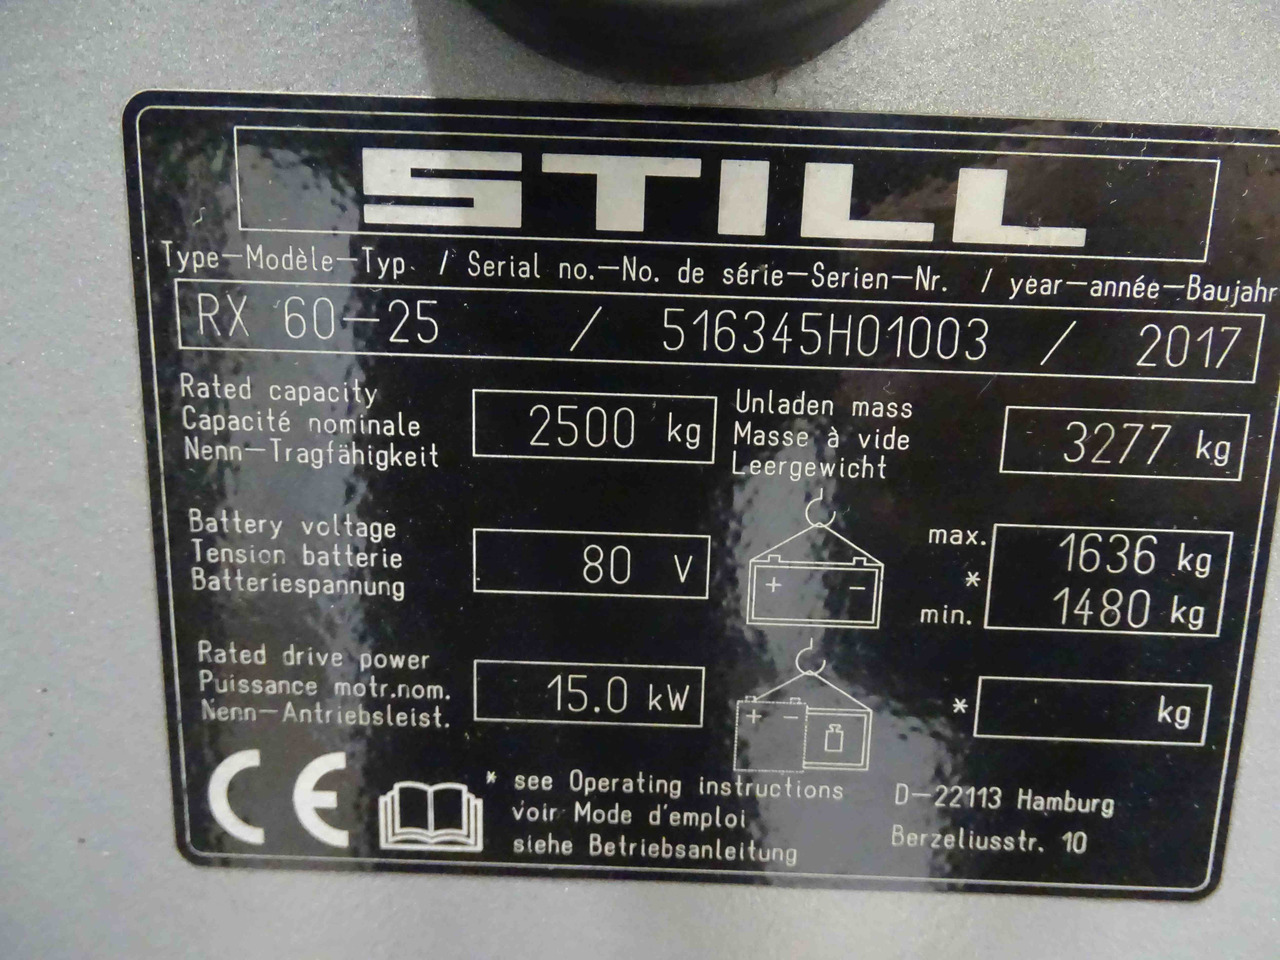 STILL
Type-Modèle-Typ. / Serial no.-No. de série-Serien-Nr. / year-année-Baujahr
RX 60-25 / 516345H01003 / 2017
Rated capacity
Capacité nominale
Nenn-Tragfähigkeit
2500 kg
Unladen mass
Masse à vide
Leergewicht
3277 kg
Battery voltage
Tension batterie
Batteriespannung
80 V
+ -
max.
*
min.
1636 kg
1480 kg
Rated drive power
Puissance motr.nom.
Nenn-Antriebsleist.
15.0 kW
+ -
* kg
CE
* see Operating instructions
voir Mode d'emploi
siehe Betriebsanleitung
D-22113 Hamburg
Berzeliusstr. 10